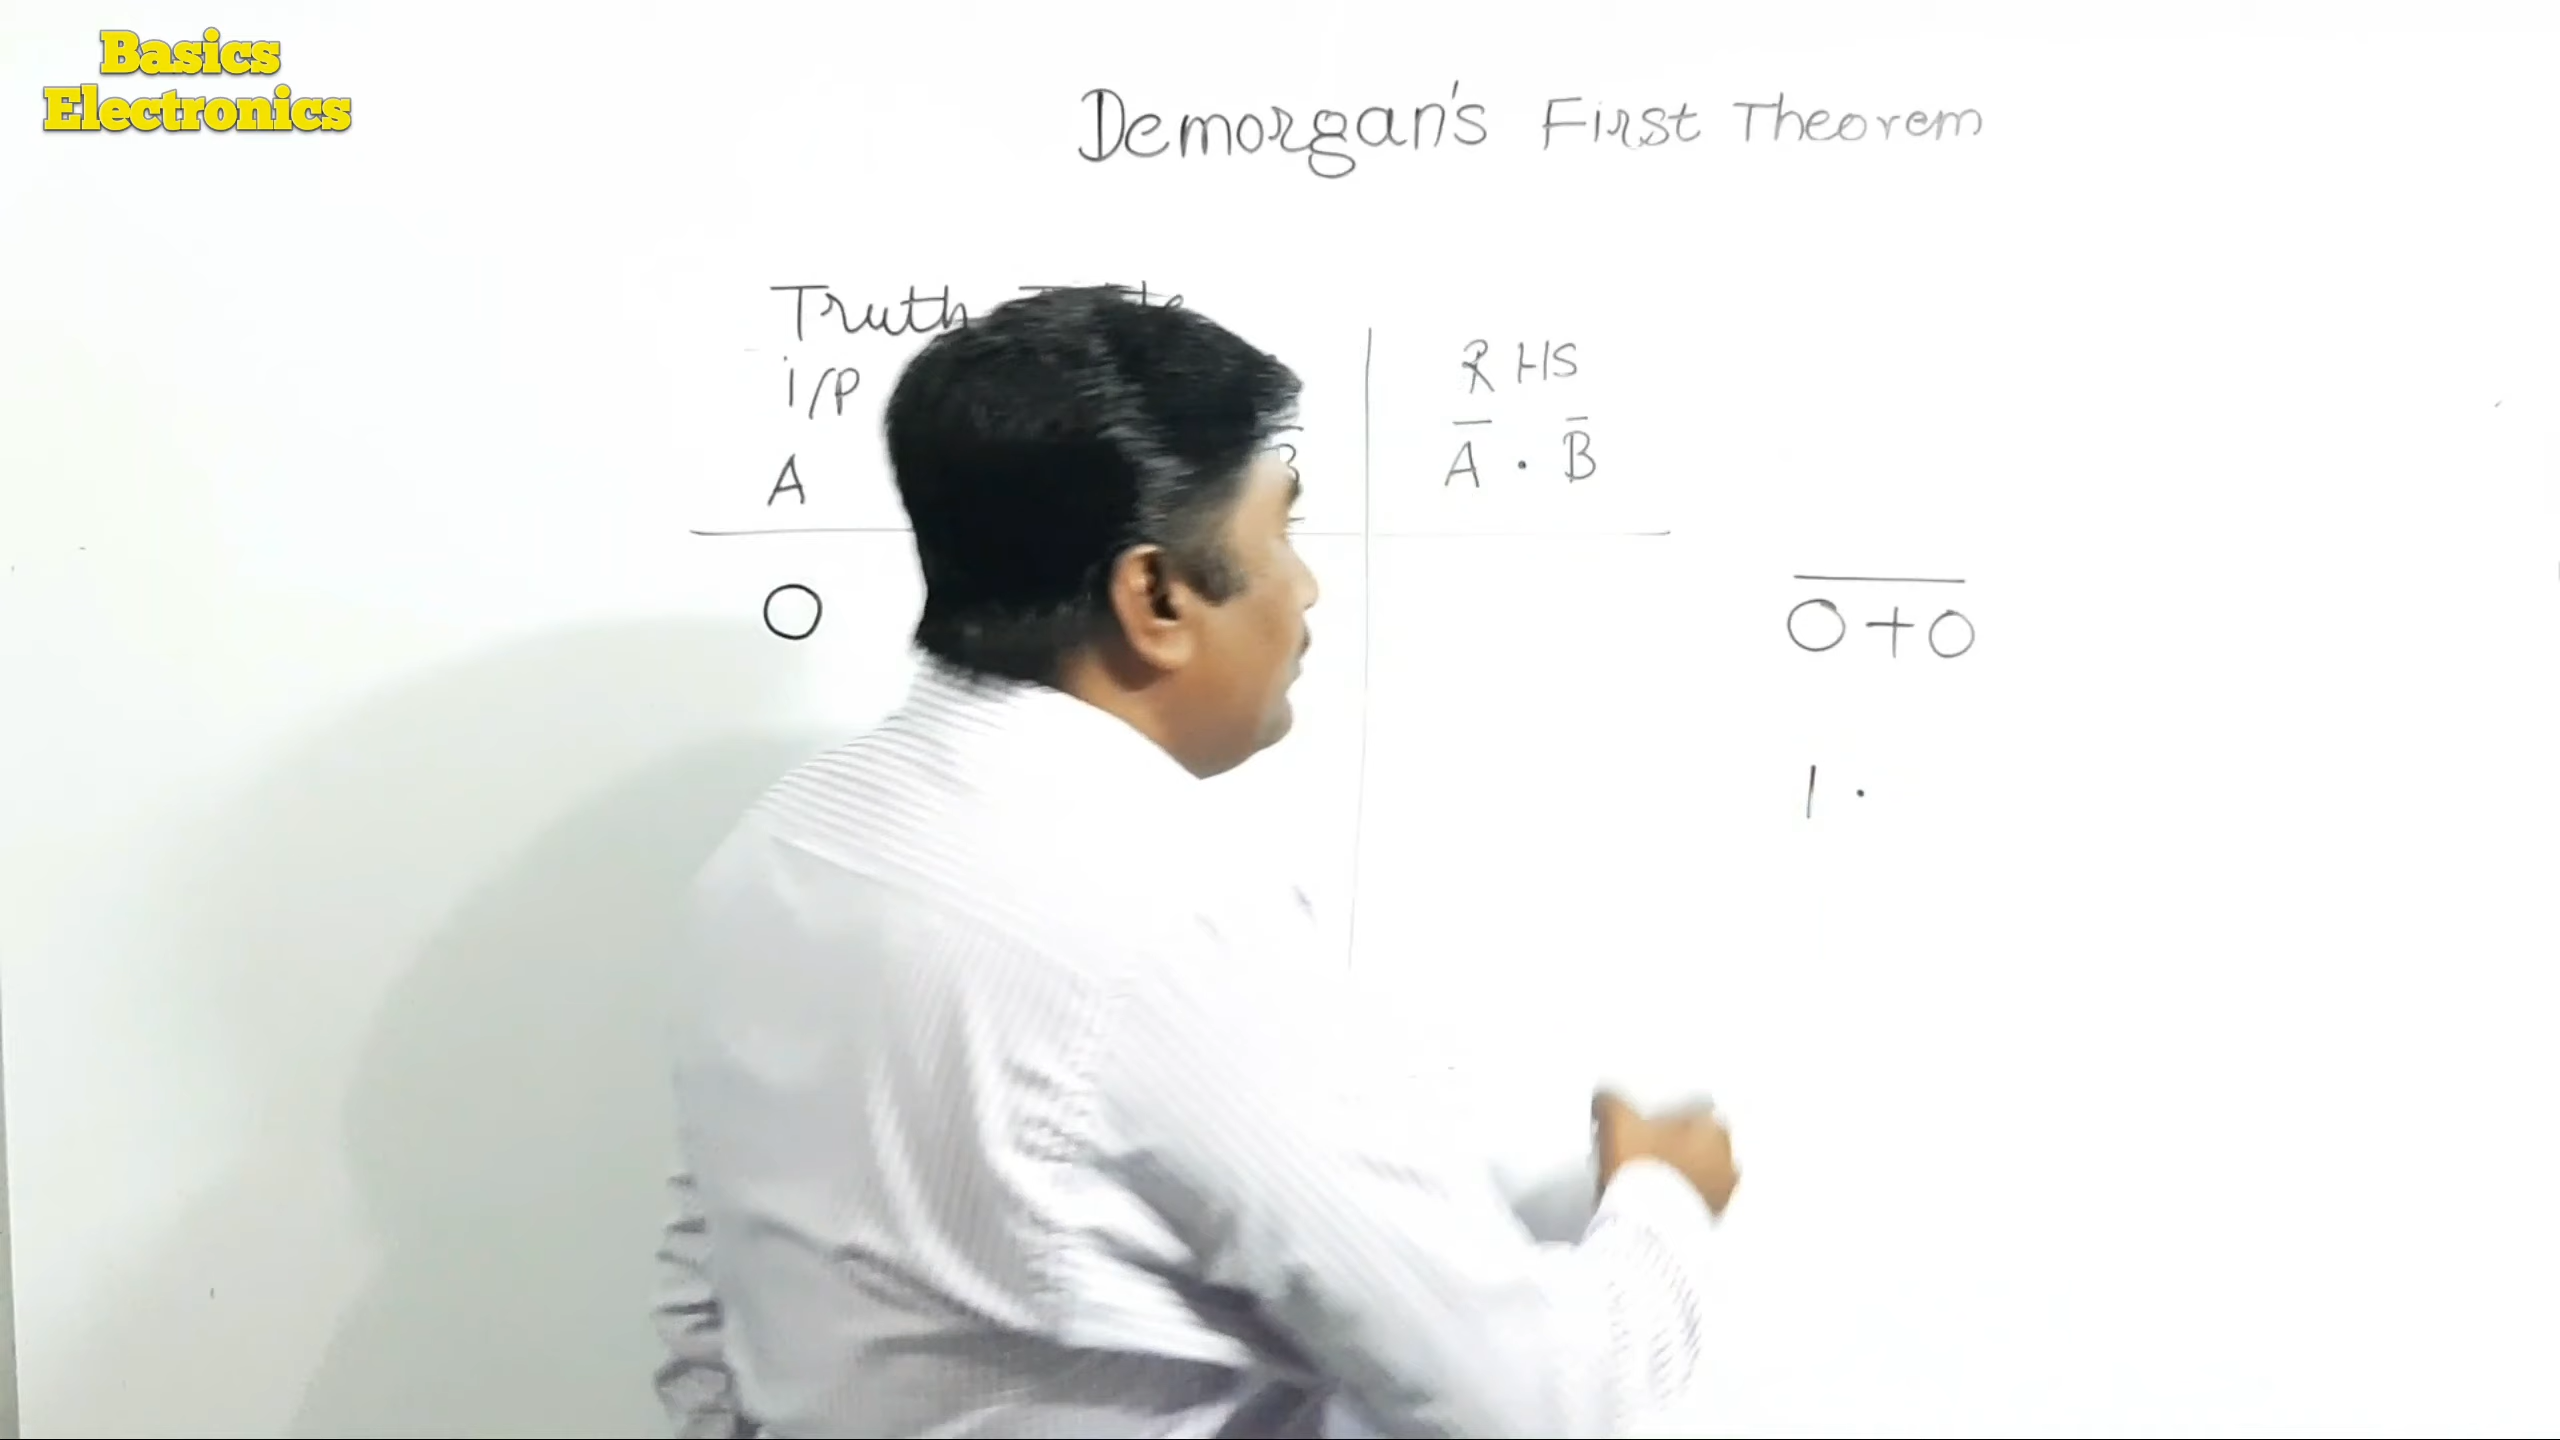 Basics
Electronics
Demorgan's First Theorem
Truth
i/p
RHS
A
B
A̅ . B̅
0
0+0
1 .